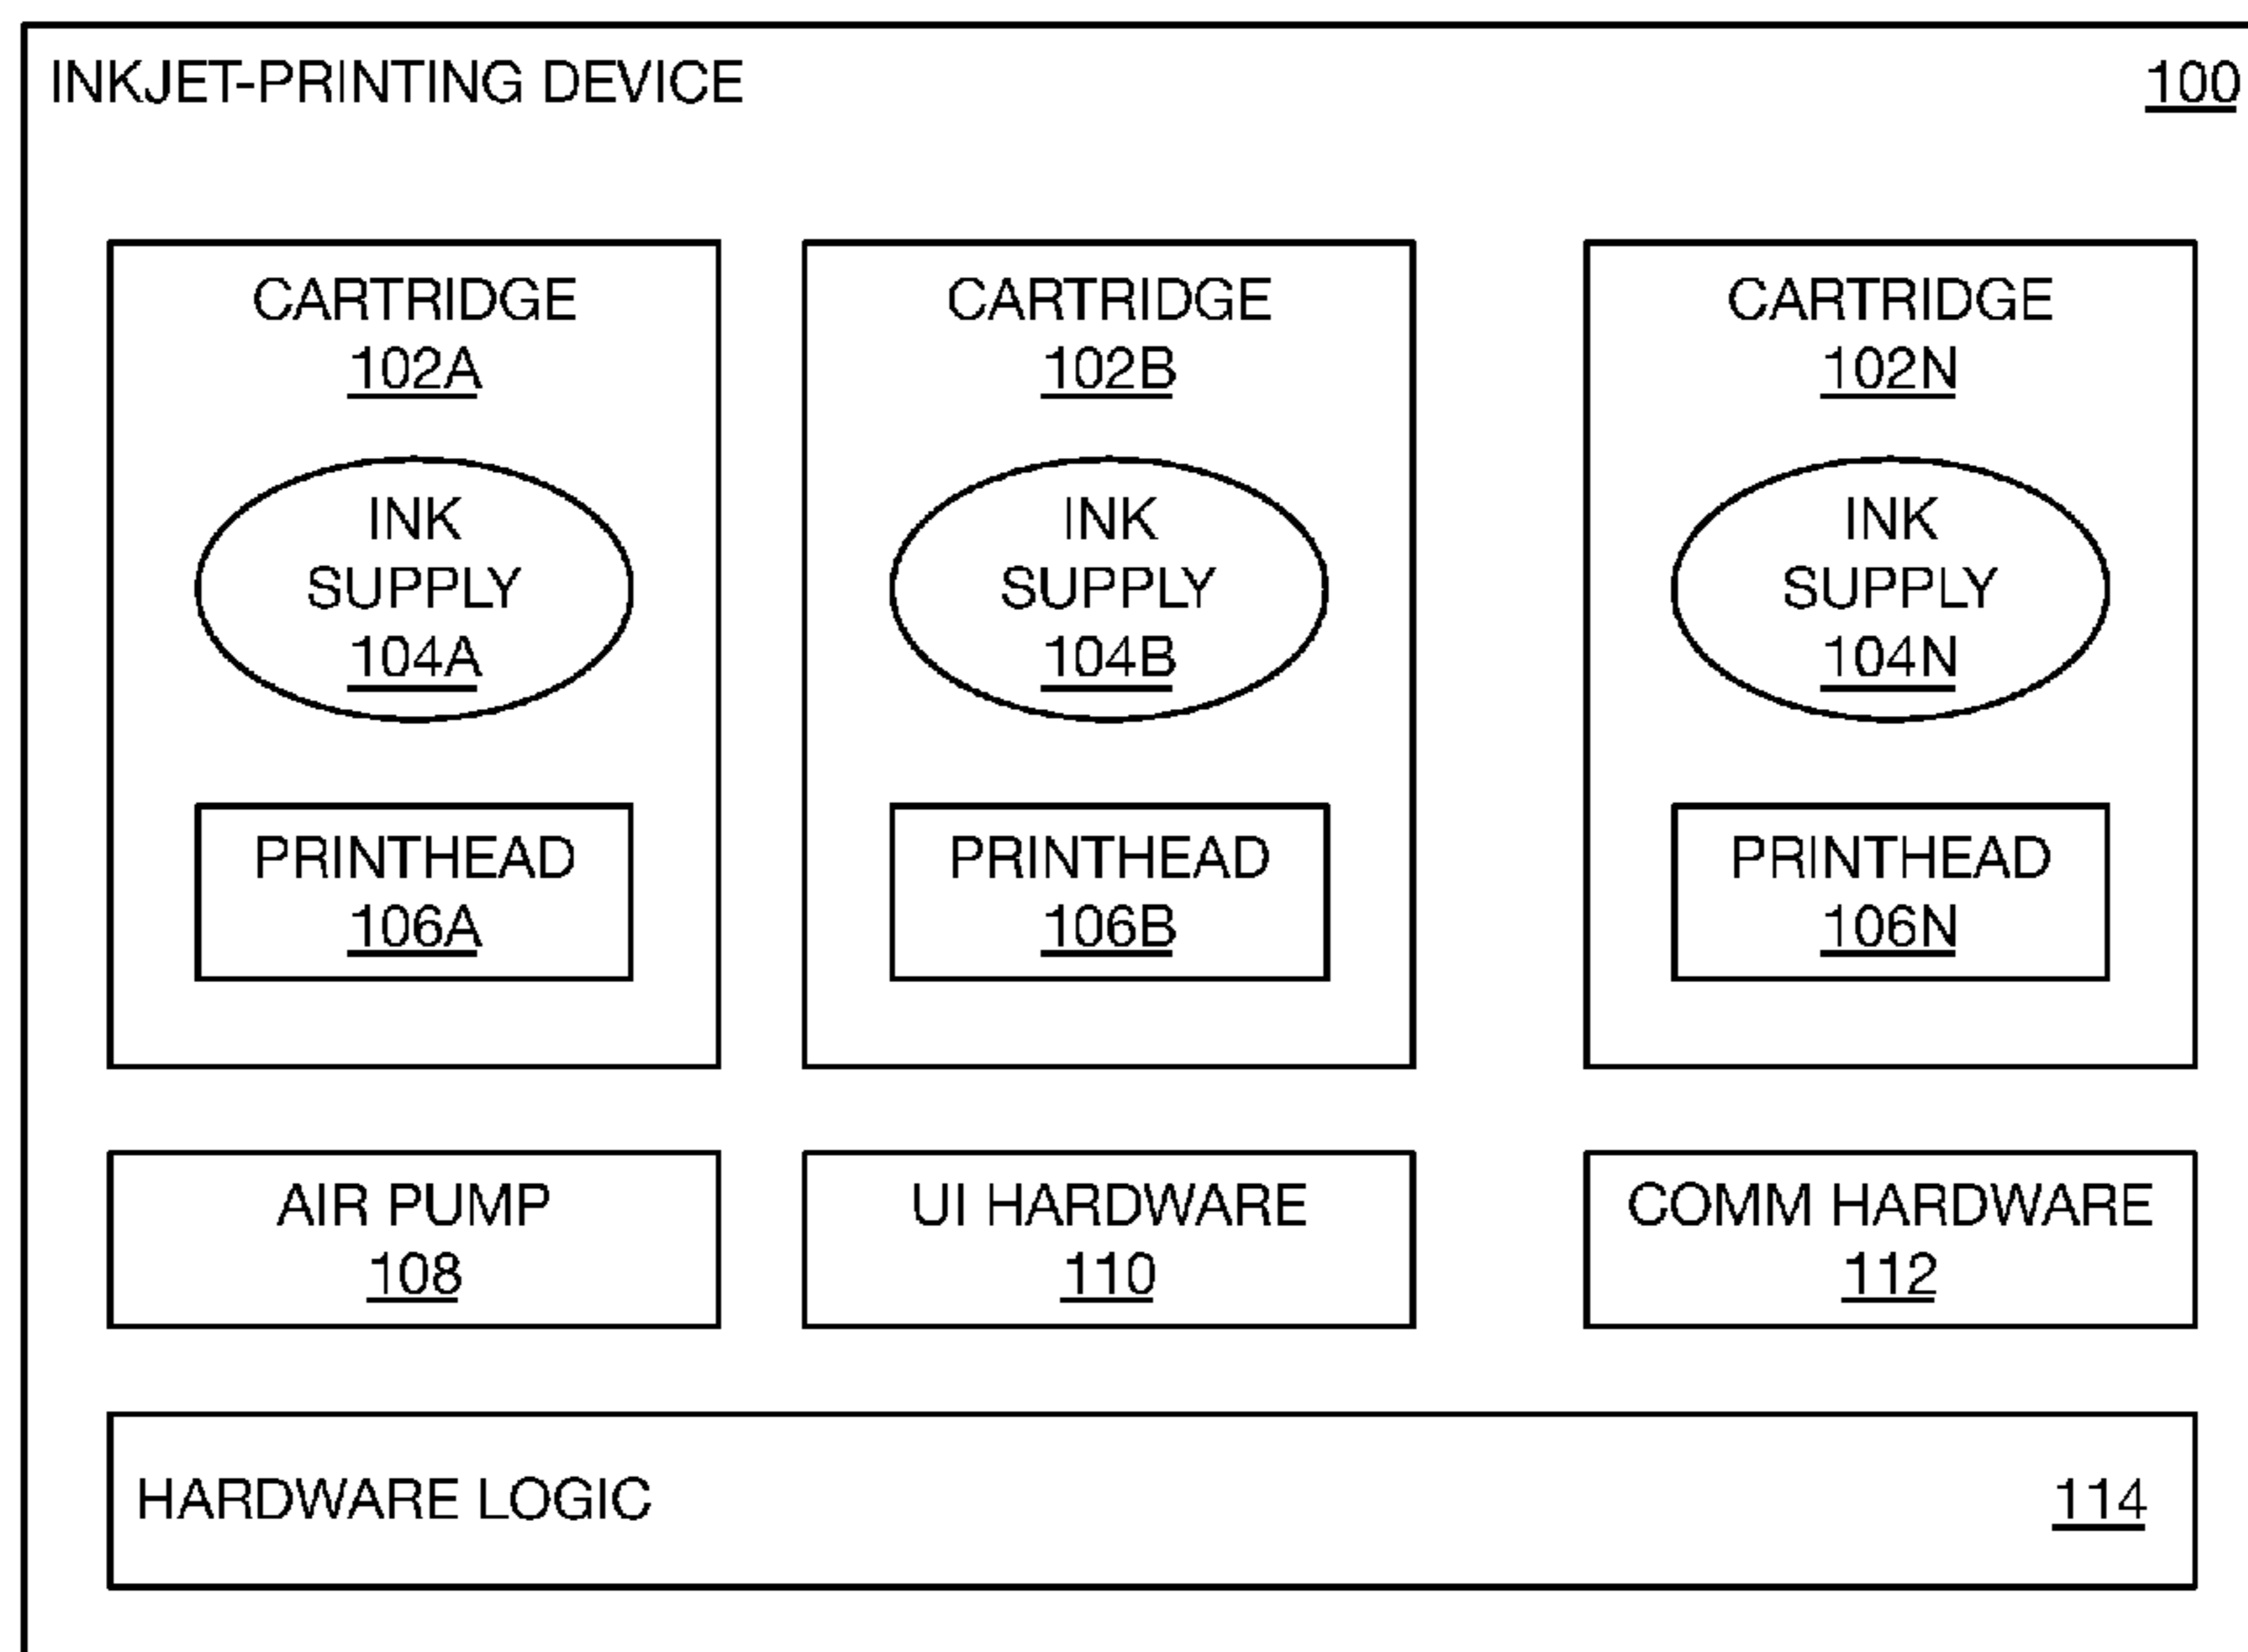 INKJET-PRINTING DEVICE 100
CARTRIDGE
102A
INK
SUPPLY
104A
PRINTHEAD
106A
CARTRIDGE
102B
INK
SUPPLY
104B
PRINTHEAD
106B
CARTRIDGE
102N
INK
SUPPLY
104N
PRINTHEAD
106N
AIR PUMP
108
UI HARDWARE
110
COMM HARDWARE
112
HARDWARE LOGIC 114